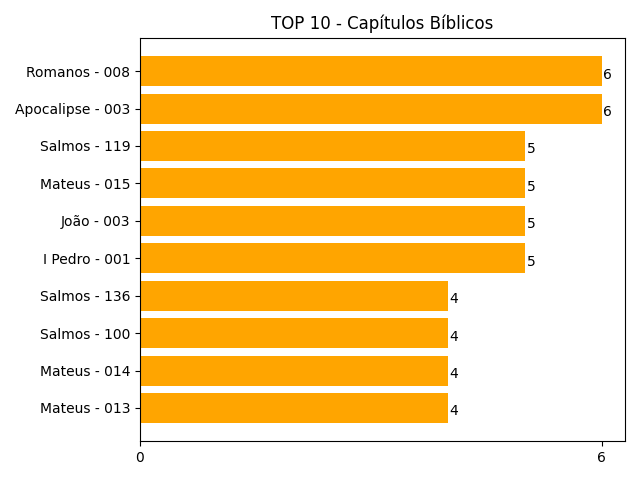 TOP 10 - Capítulos Bíblicos
Romanos - 008 6
Apocalipse - 003 6
Salmos - 119 5
Mateus - 015 5
João - 003 5
I Pedro - 001 5
Salmos - 136 4
Salmos - 100 4
Mateus - 014 4
Mateus - 013 4
0 6